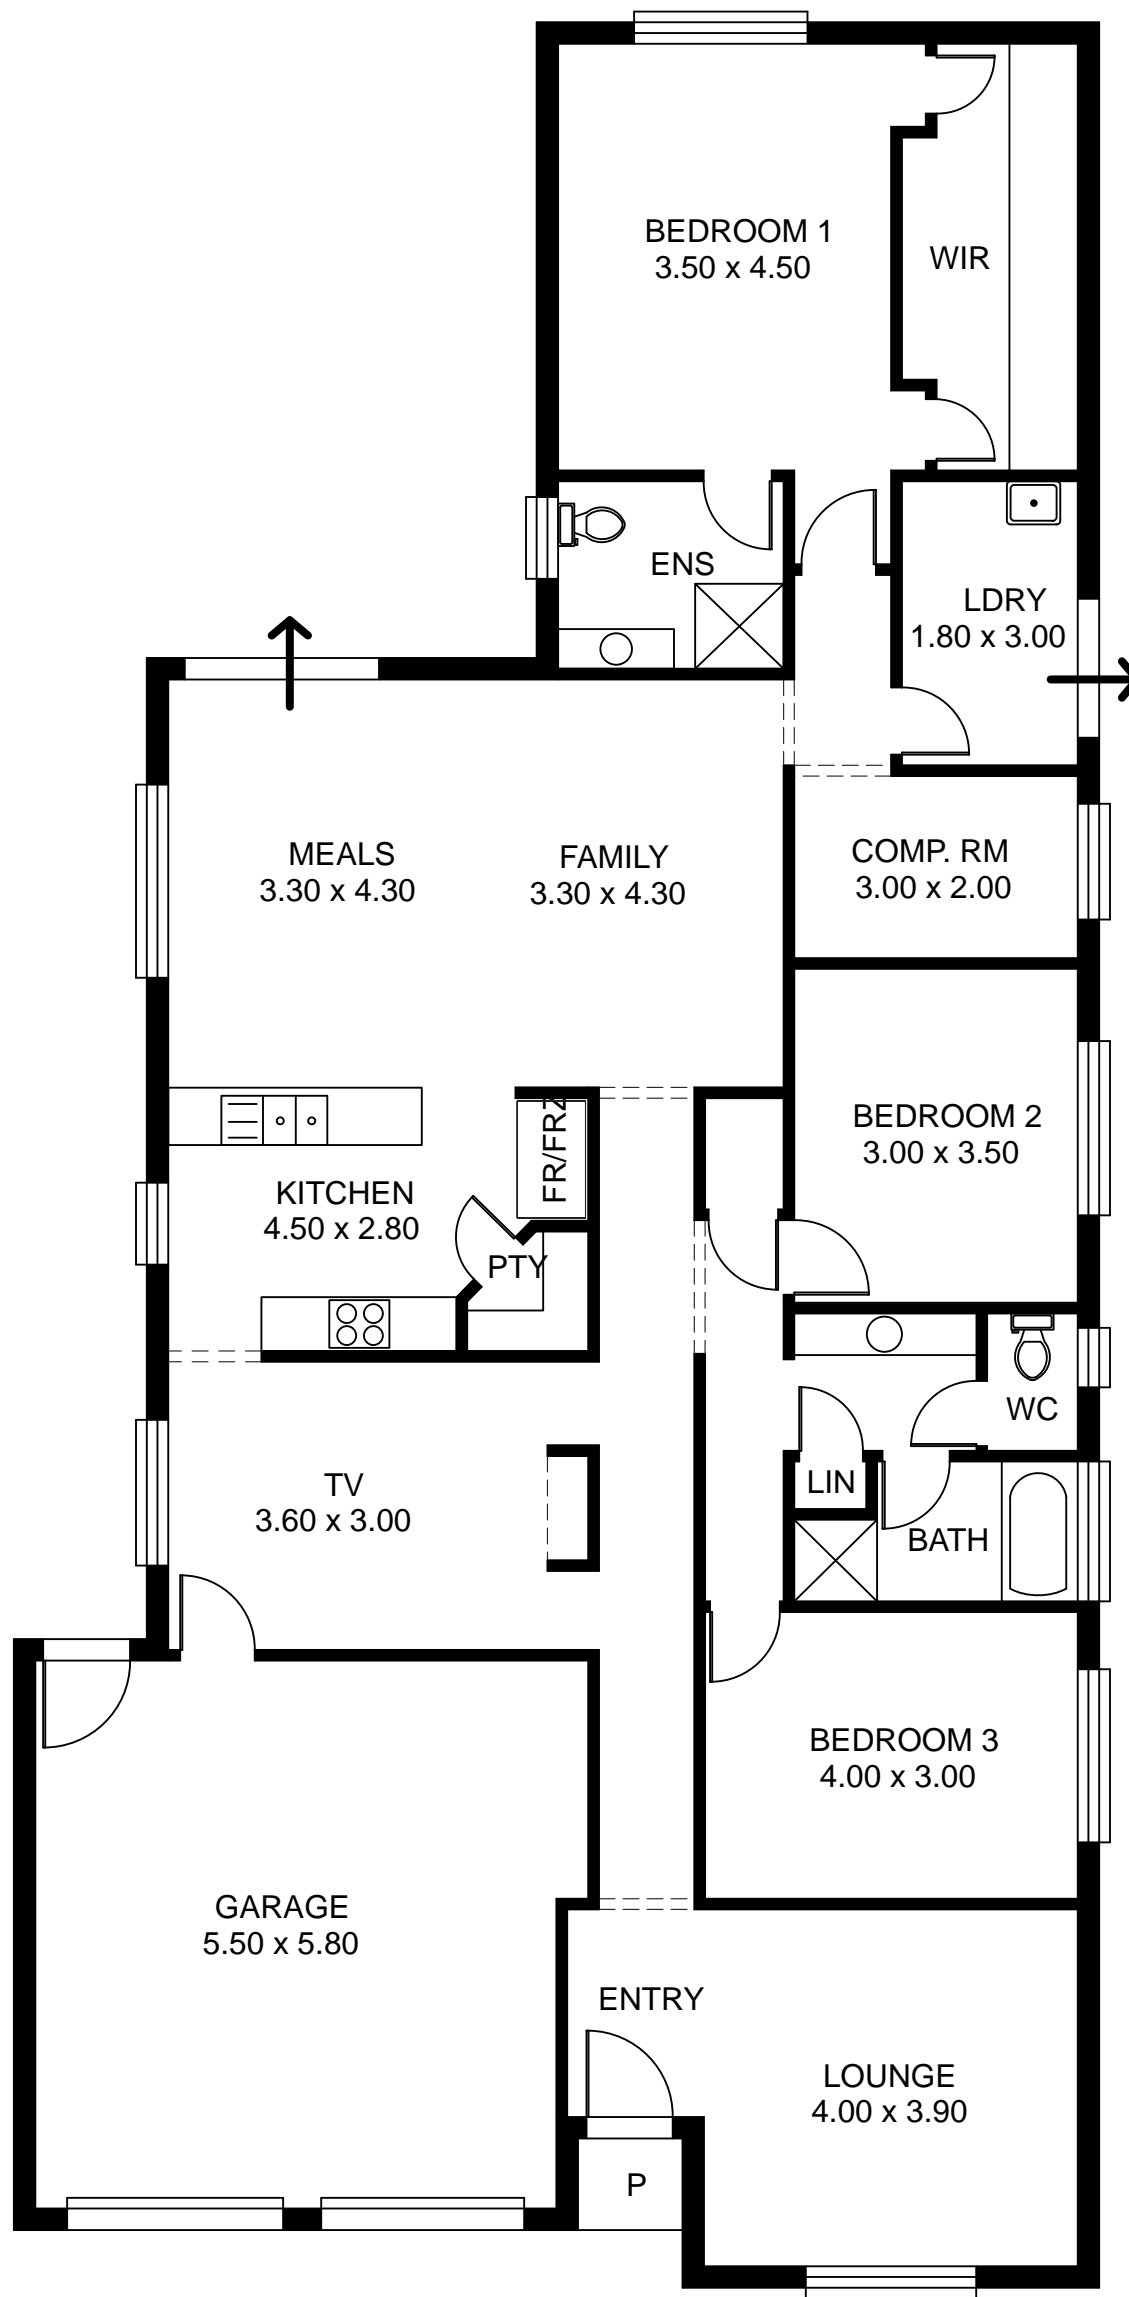 BEDROOM 1
3.50 x 4.50
WIR
ENS
LDRY
1.80 x 3.00
MEALS
3.30 x 4.30
FAMILY
3.30 x 4.30
COMP. RM
3.00 x 2.00
BEDROOM 2
3.00 x 3.50
FR/FRZ
KITCHEN
4.50 x 2.80
PTY
WC
TV
3.60 x 3.00
LIN
BATH
BEDROOM 3
4.00 x 3.00
GARAGE
5.50 x 5.80
ENTRY
LOUNGE
4.00 x 3.90
P